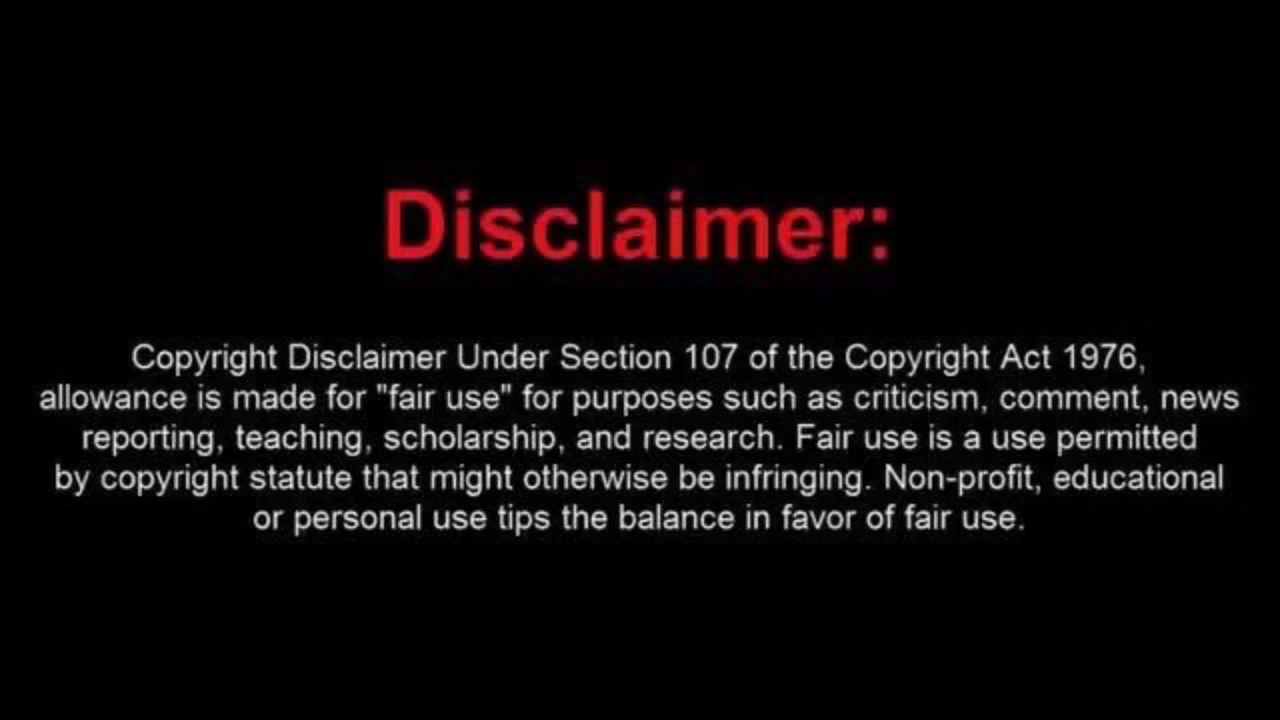 Disclaimer:
Copyright Disclaimer Under Section 107 of the Copyright Act 1976,
allowance is made for "fair use" for purposes such as criticism, comment, news
reporting, teaching, scholarship, and research. Fair use is a use permitted
by copyright statute that might otherwise be infringing. Non-profit, educational
or personal use tips the balance in favor of fair use.